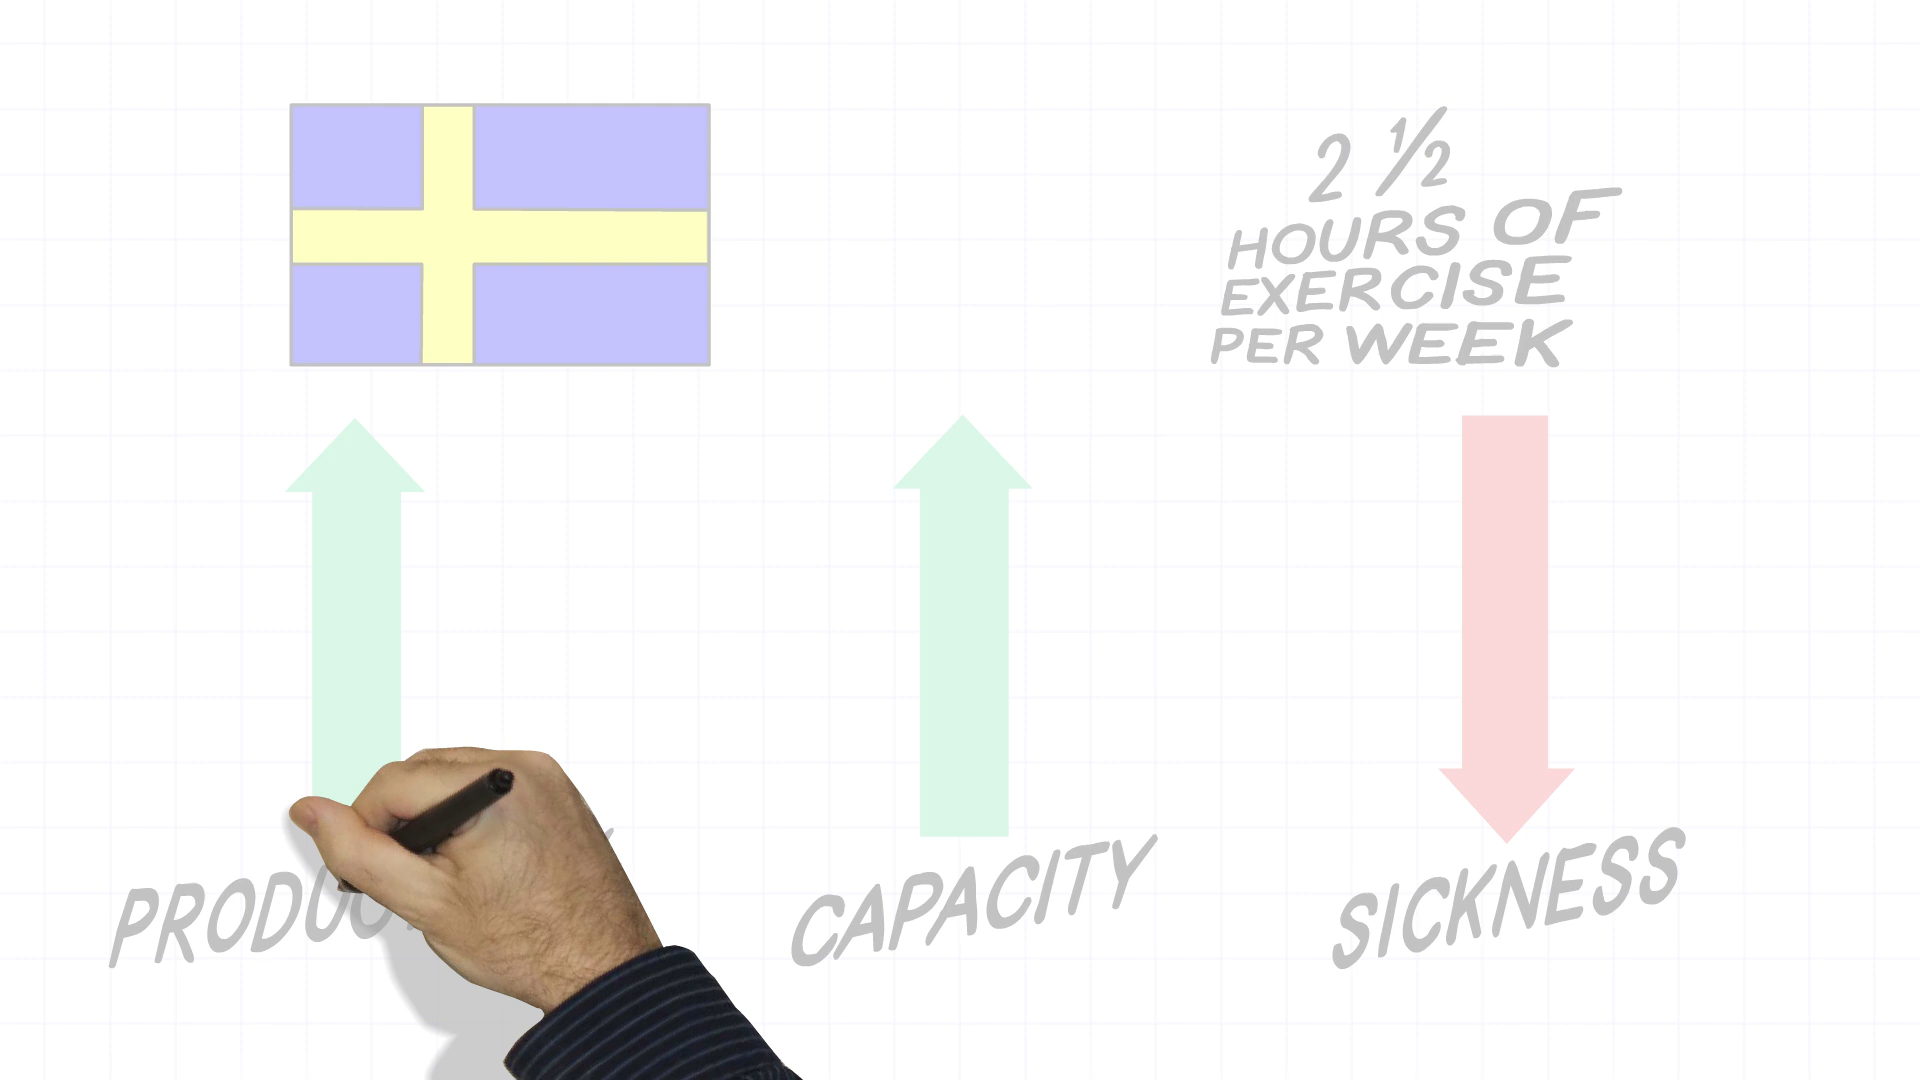 2 ½
HOURS OF
EXERCISE
PER WEEK
CAPACITY
SICKNESS